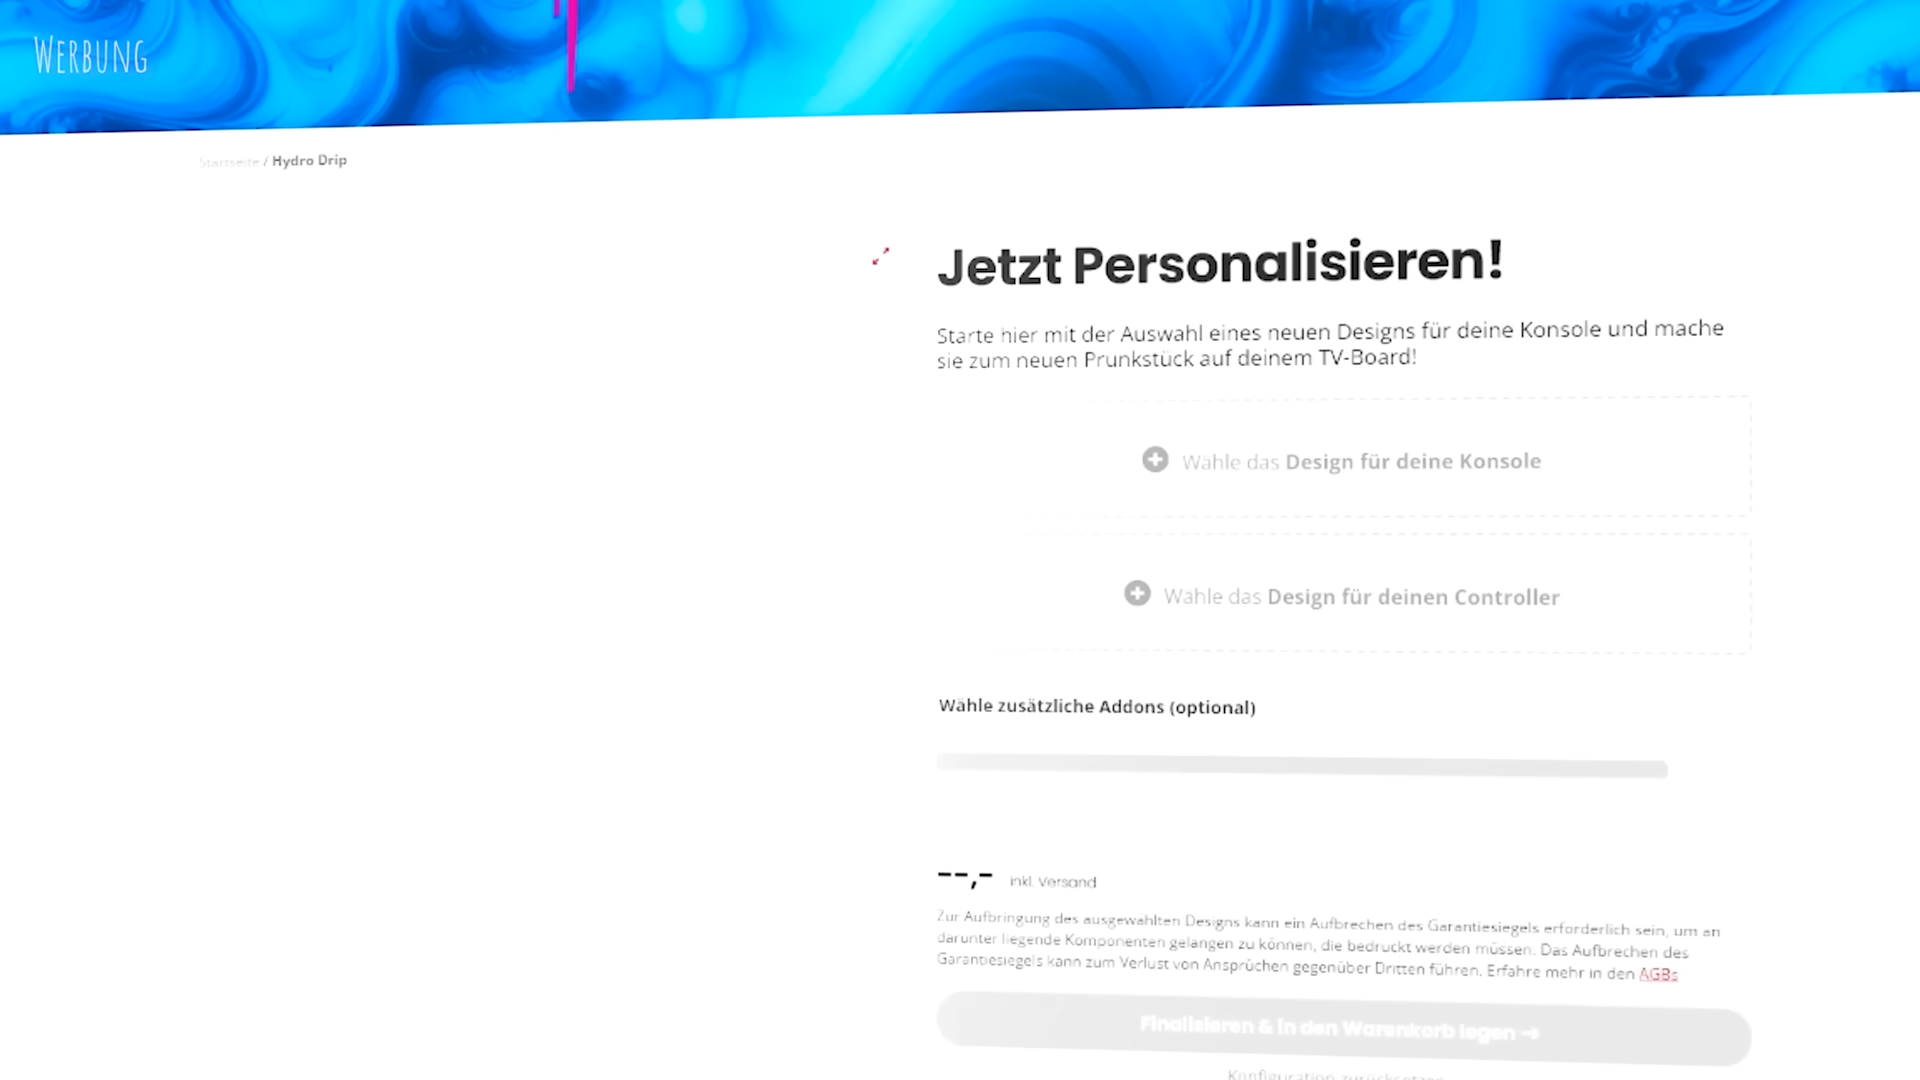 WERBUNG
Startseite / Hydro Drip
Jetzt Personalisieren!
Starte hier mit der Auswahl eines neuen Designs für deine Konsole und mache
sie zum neuen Prunkstück auf deinem TV-Board!
Wähle das Design für deine Konsole
Wähle das Design für deinen Controller
Wähle zusätzliche Addons (optional)
--,- inkl. Versand
Zur Aufbringung des ausgewählten Designs kann ein Aufbrechen des Garantiesiegels erforderlich sein, um an
darunter liegende Komponenten gelangen zu können, die bedruckt werden müssen. Das Aufbrechen des
Garantiesiegels kann zum Verlust von Ansprüchen gegenüber Dritten führen. Erfahre mehr in den AGBs
Finalisieren & in den Warenkorb legen →
Konfiguration zurücksetzen